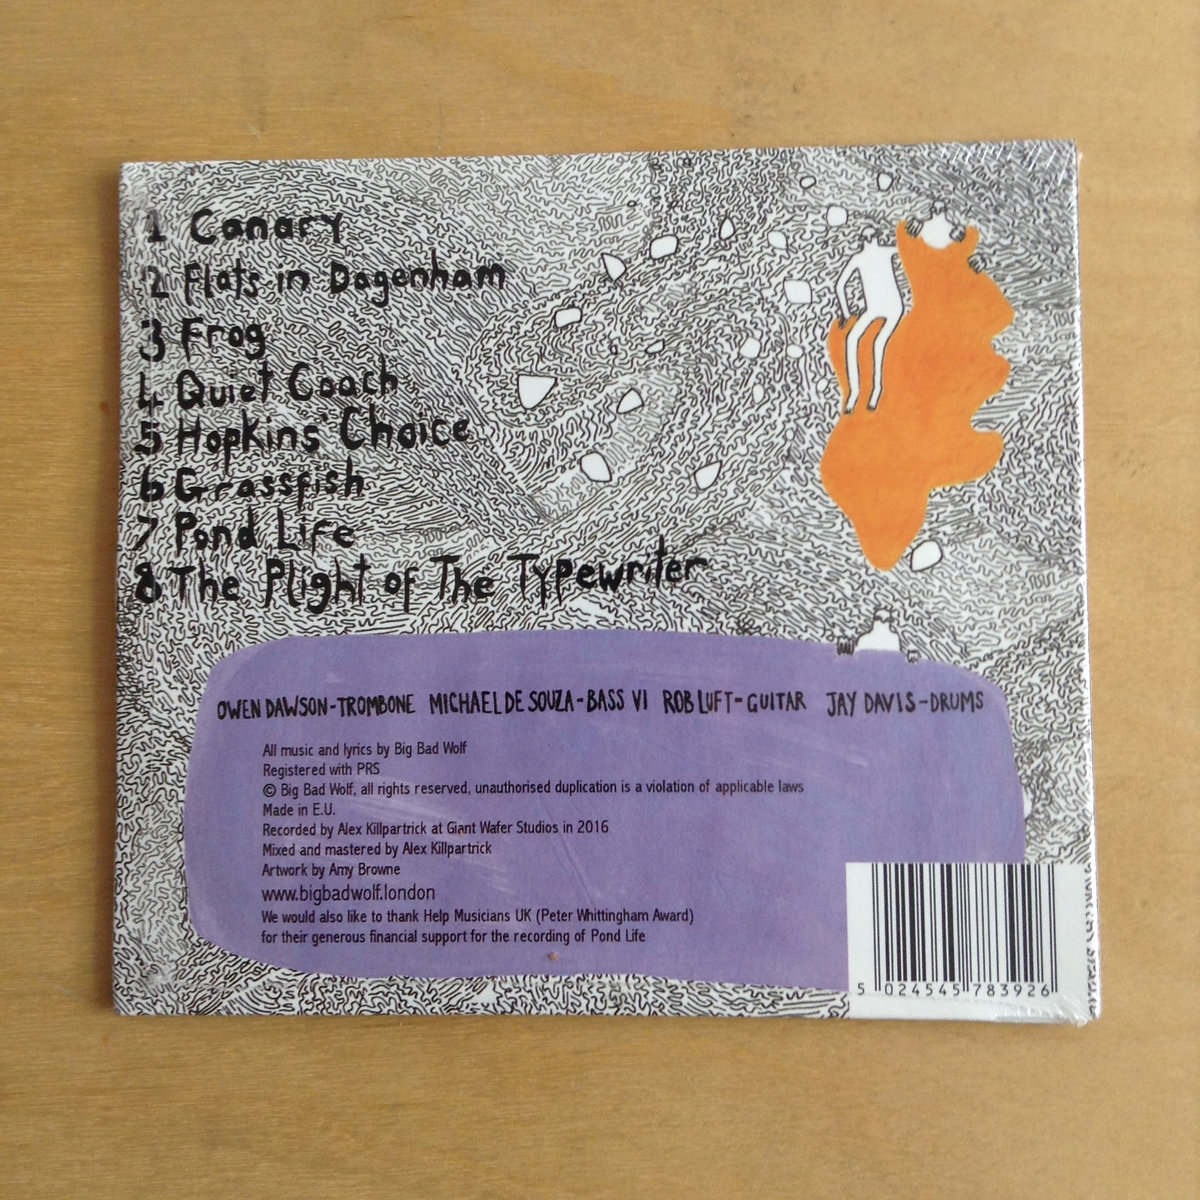 1 Canary
2 Flats in Dagenham
3 Frog
4 Quiet Coach
5 Hopkins' Choice
6 Grassfish
7 Pond Life
8 The Plight of The Typewriter
OWEN DAWSON-TROMBONE MICHAEL DE SOUZA-BASS VI ROB LUFT-GUITAR JAY DAVIS-DRUMS
All music and lyrics by Big Bad Wolf
Registered with PRS
© Big Bad Wolf, all rights reserved, unauthorised duplication is a violation of applicable laws
Made in E.U.
Recorded by Alex Killpartrick at Giant Wafer Studios in 2016
Mixed and mastered by Alex Killpartrick
Artwork by Amy Browne
www.bigbadwolf.london
We would also like to thank Help Musicians UK (Peter Whittingham Award)
for their generous financial support for the recording of Pond Life
5 024545 783926